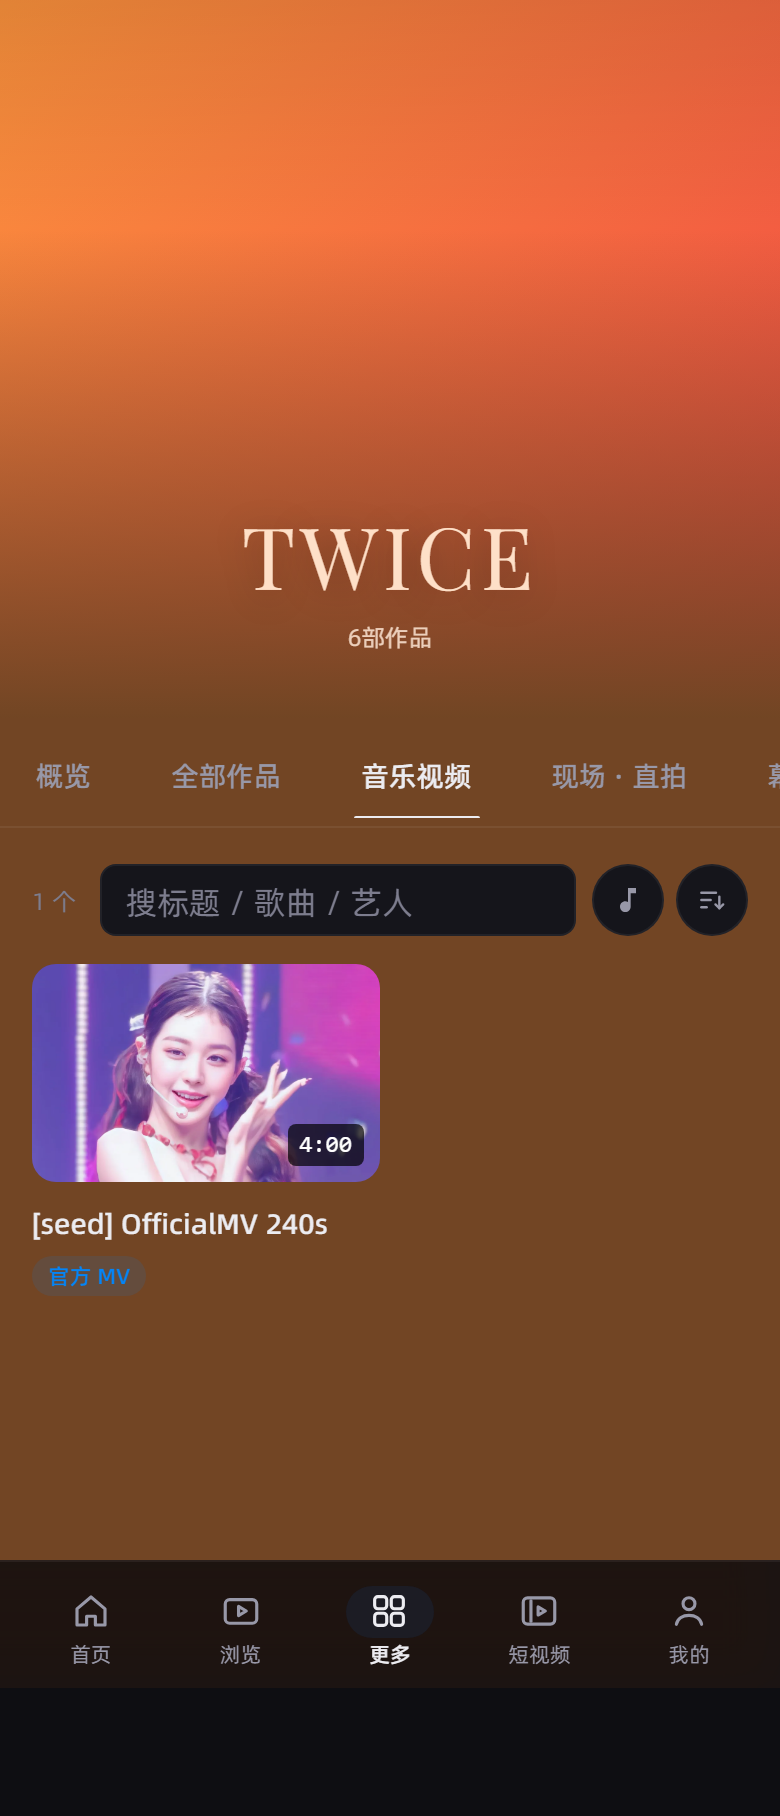 TWICE
6部作品
概览 全部作品 音乐视频 现场 · 直拍
1 个 搜标题 / 歌曲 / 艺人
4:00
[seed] OfficialMV 240s
官方 MV
首页 浏览 更多 短视频 我的